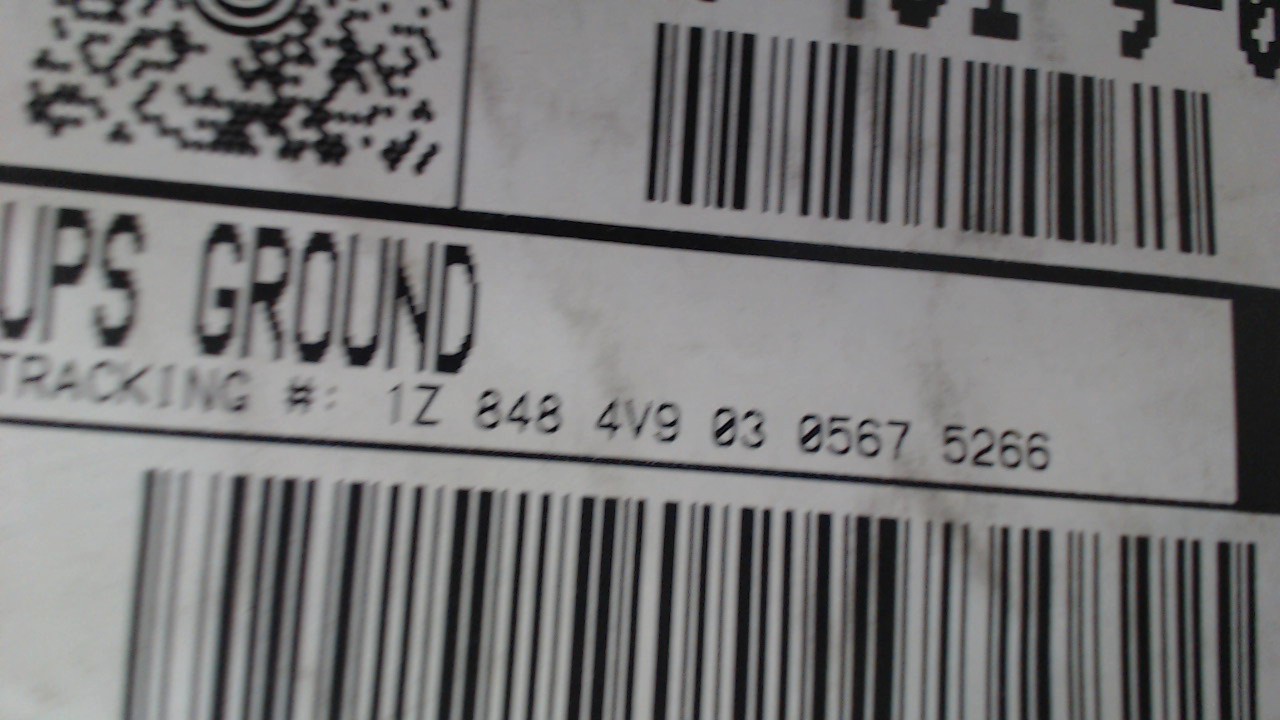 UPS GROUND
TRACKING #: 1Z 848 4V9 03 0567 5266